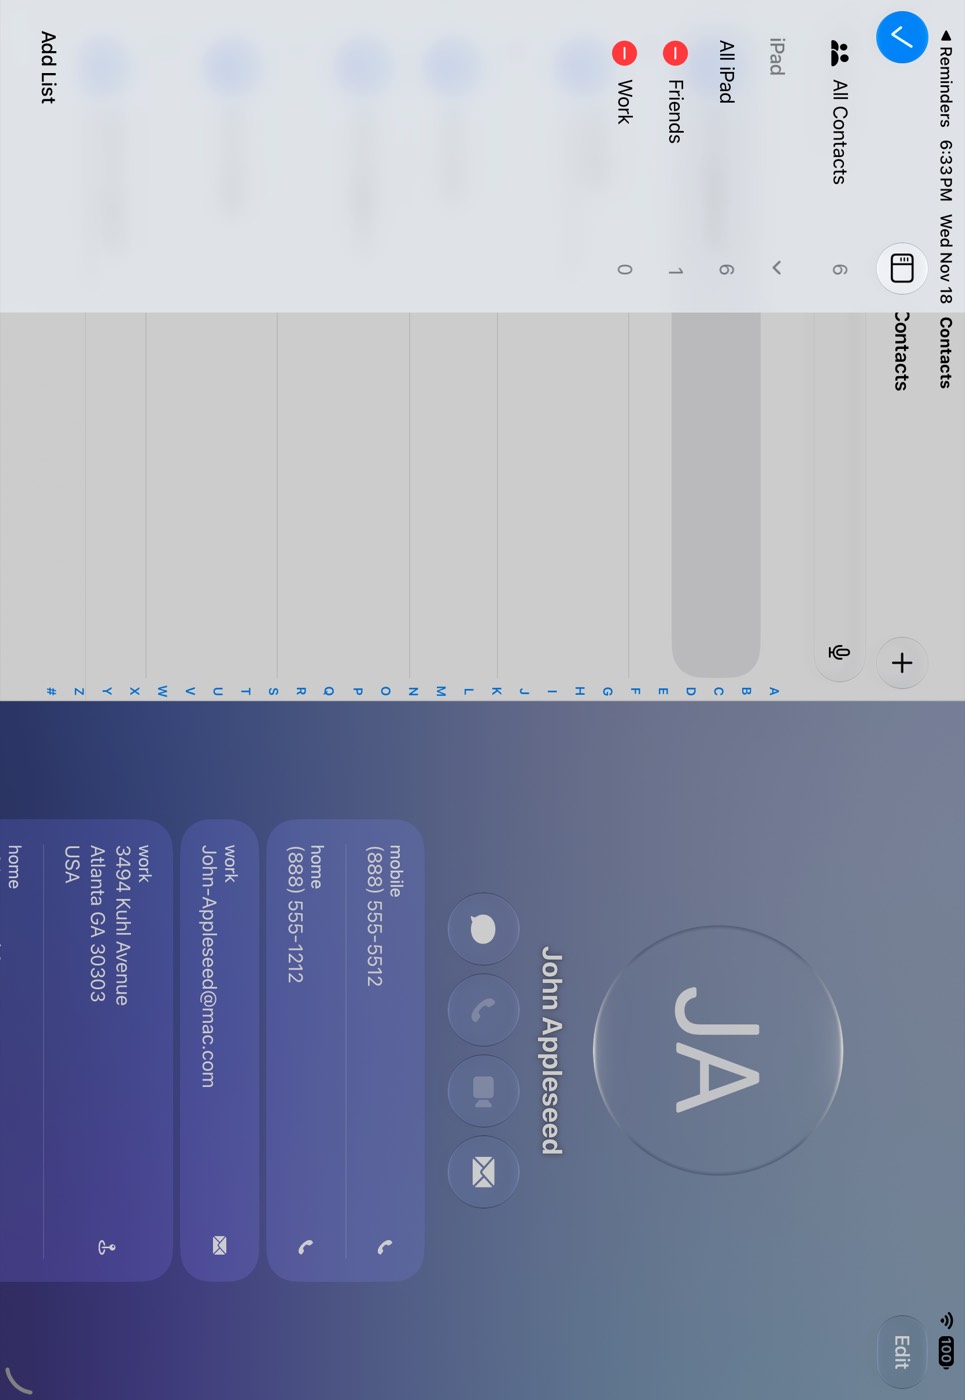 Reminders 6:33 PM Wed Nov 18 Contacts
100
Contacts
Edit
All Contacts 6
iPad
All iPad 6
Friends 1
Work 0
Add List
A
B
C
D
E
F
G
H
I
J
K
L
M
N
O
P
Q
R
S
T
U
V
W
X
Y
Z
#
JA
John Appleseed
mobile
(888) 555-5512
home
(888) 555-1212
work
John-Appleseed@mac.com
work
3494 Kuhl Avenue
Atlanta GA 30303
USA
home